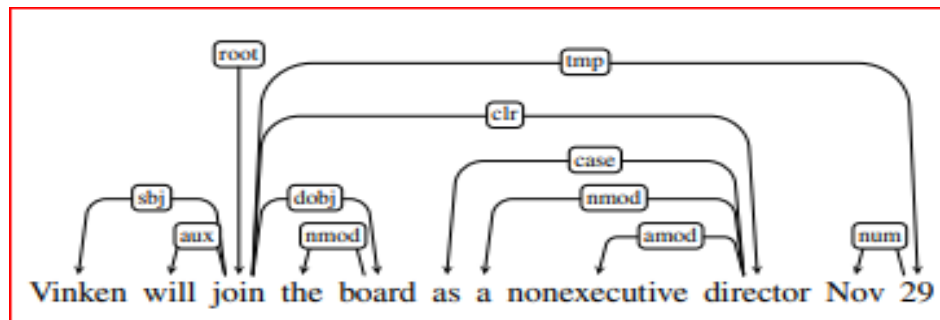 root
tmp
clr
case
sbj dobj nmod
aux nmod amod num
Vinken will join the board as a nonexecutive director Nov 29